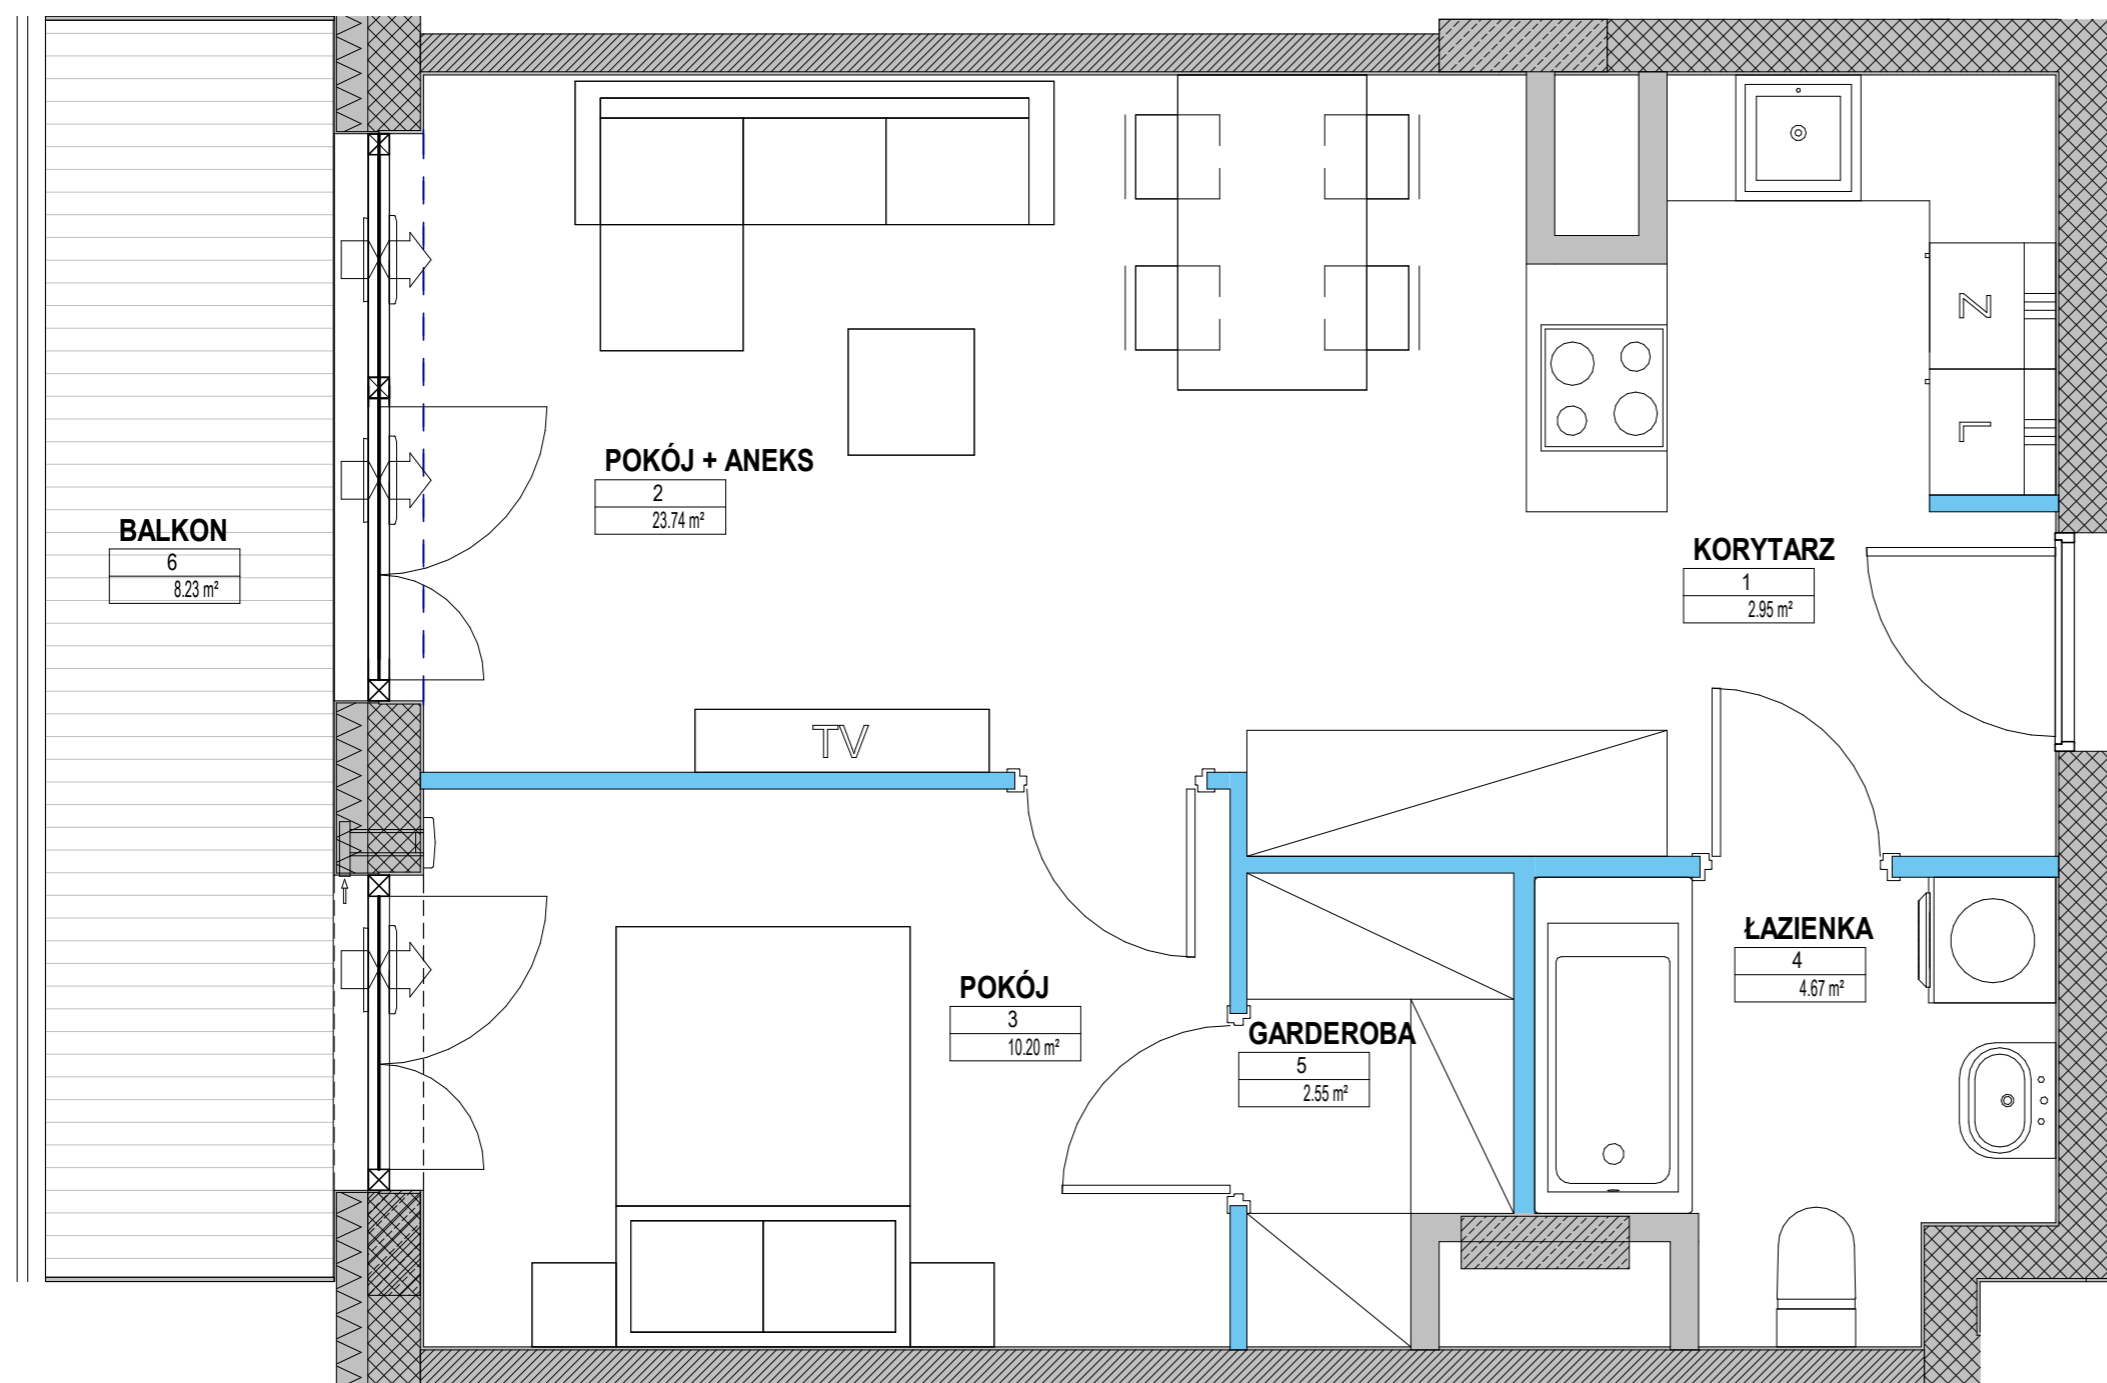 POKÓJ + ANEKS
2
23.74 m²
BALKON
6
8.23 m²
KORYTARZ
1
2.95 m²
Z
L
TV
POKÓJ
3
10.20 m²
GARDEROBA
5
2.55 m²
ŁAZIENKA
4
4.67 m²